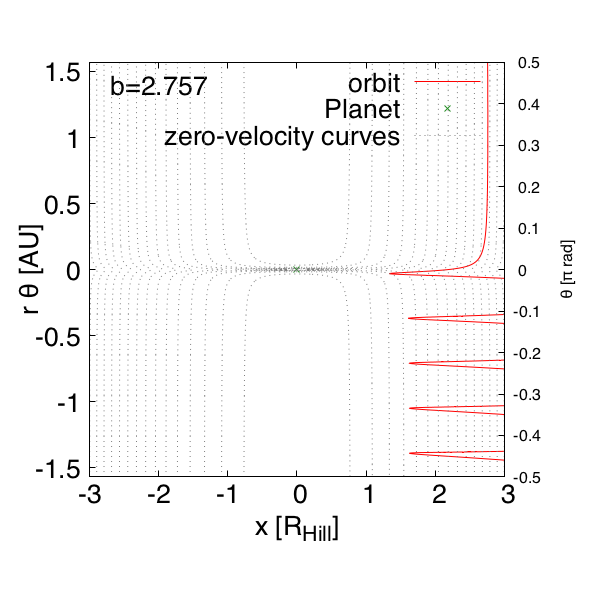 b=2.757
orbit
Planet
zero-velocity curves
1.5
1
0.5
0
-0.5
-1
-1.5
r θ [AU]
0.5
0.4
0.3
0.2
0.1
0
-0.1
-0.2
-0.3
-0.4
-0.5
θ [π rad]
-3 -2 -1 0 1 2 3
x [R_Hill]